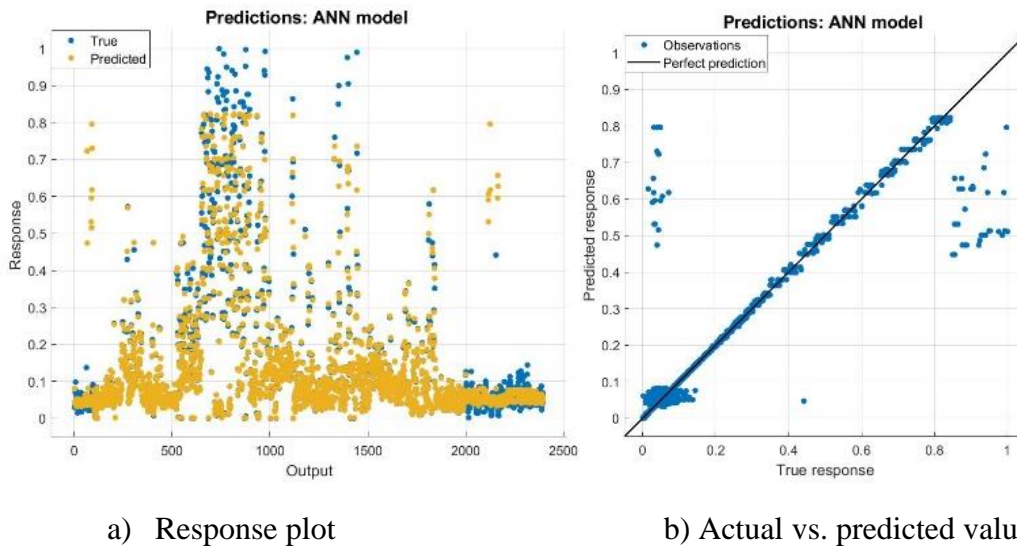 Predictions: ANN model
True
Predicted
1
0.9
0.8
0.7
0.6
0.5
0.4
0.3
0.2
0.1
0
Response
0
500
1000
1500
2000
2500
Output
Predictions: ANN model
Observations
Perfect prediction
1
0.9
0.8
0.7
0.6
0.5
0.4
0.3
0.2
0.1
0
Predicted response
0
0.2
0.4
0.6
0.8
1
True response
a) Response plot
b) Actual vs. predicted valu